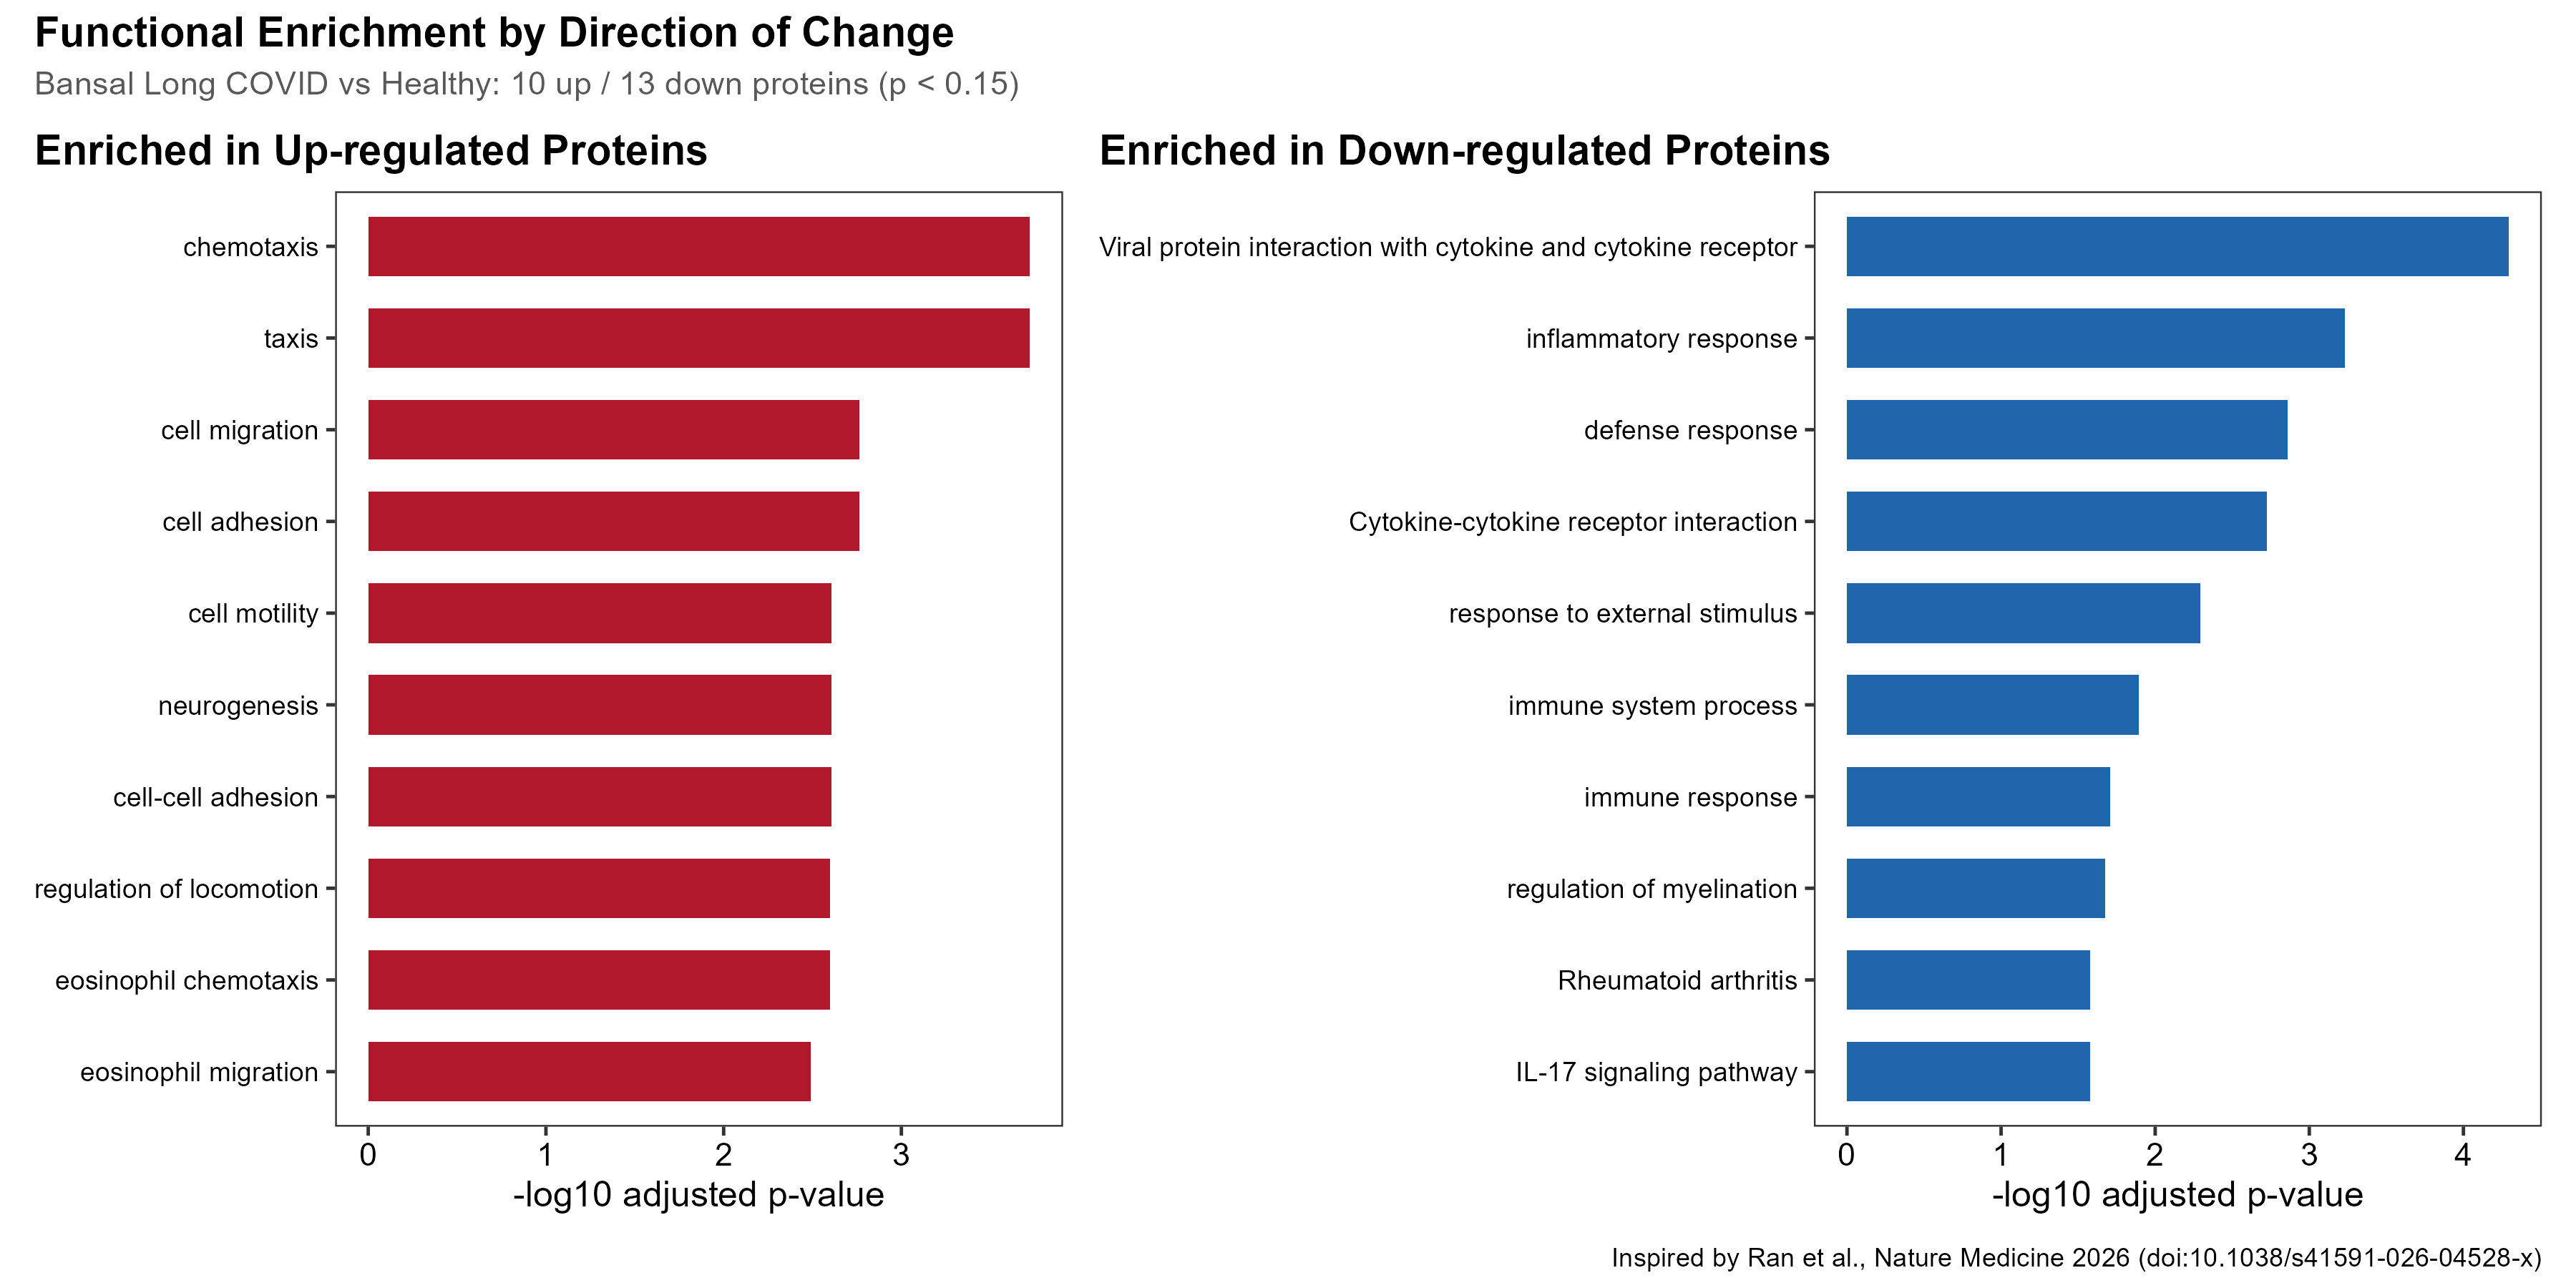 Functional Enrichment by Direction of Change
Bansal Long COVID vs Healthy: 10 up / 13 down proteins (p < 0.15)
Enriched in Up-regulated Proteins
chemotaxis
taxis
cell migration
cell adhesion
cell motility
neurogenesis
cell-cell adhesion
regulation of locomotion
eosinophil chemotaxis
eosinophil migration
0 1 2 3
-log10 adjusted p-value
Enriched in Down-regulated Proteins
Viral protein interaction with cytokine and cytokine receptor
inflammatory response
defense response
Cytokine-cytokine receptor interaction
response to external stimulus
immune system process
immune response
regulation of myelination
Rheumatoid arthritis
IL-17 signaling pathway
0 1 2 3 4
-log10 adjusted p-value
Inspired by Ran et al., Nature Medicine 2026 (doi:10.1038/s41591-026-04528-x)